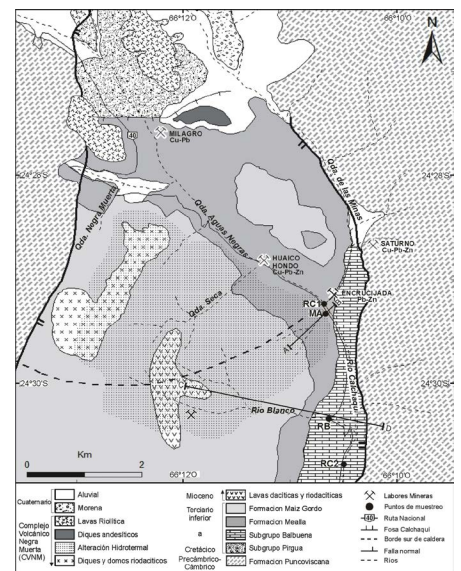 66°12'O
66°10'O
N
MILAGRO
Cu-Pb
40
24°28'S
24°28'S
Qda. Negra Muerta
Qda. Aguas Negras
Qda. de las Minas
SATURNO
Cu-Pb-Zn
HUAICO
HONDO
Cu-Pb-Zn
ENCRUCIJADA
Pb-Zn
RC1
B
MA
Qda. Seca
A
Río Calchaquí
24°30'S
24°30'S
Río Blanco
RB
D
RC2
Km
0 2
66°12'O
66°10'O
Cuaternario
Aluvial
Morena
Complejo
Volcánico
Negra
Muerta
(CVNM)
Lavas Riolítica
Diques andesíticos
Alteración Hidrotermal
Diques y domos riodacíticos
Mioceno
Terciario
inferior
a
Cretácico
Precámbrico-
Cámbrico
Lavas dacíticas y riodacíticas
Formacion Maíz Gordo
Formacion Mealla
Subgrupo Balbuena
Subgrupo Pirgua
Formacion Puncoviscana
Labores Mineras
Puntos de muestreo
40 Ruta Nacional
Fosa Calchaquí
Borde sur de caldera
Falla normal
Rios